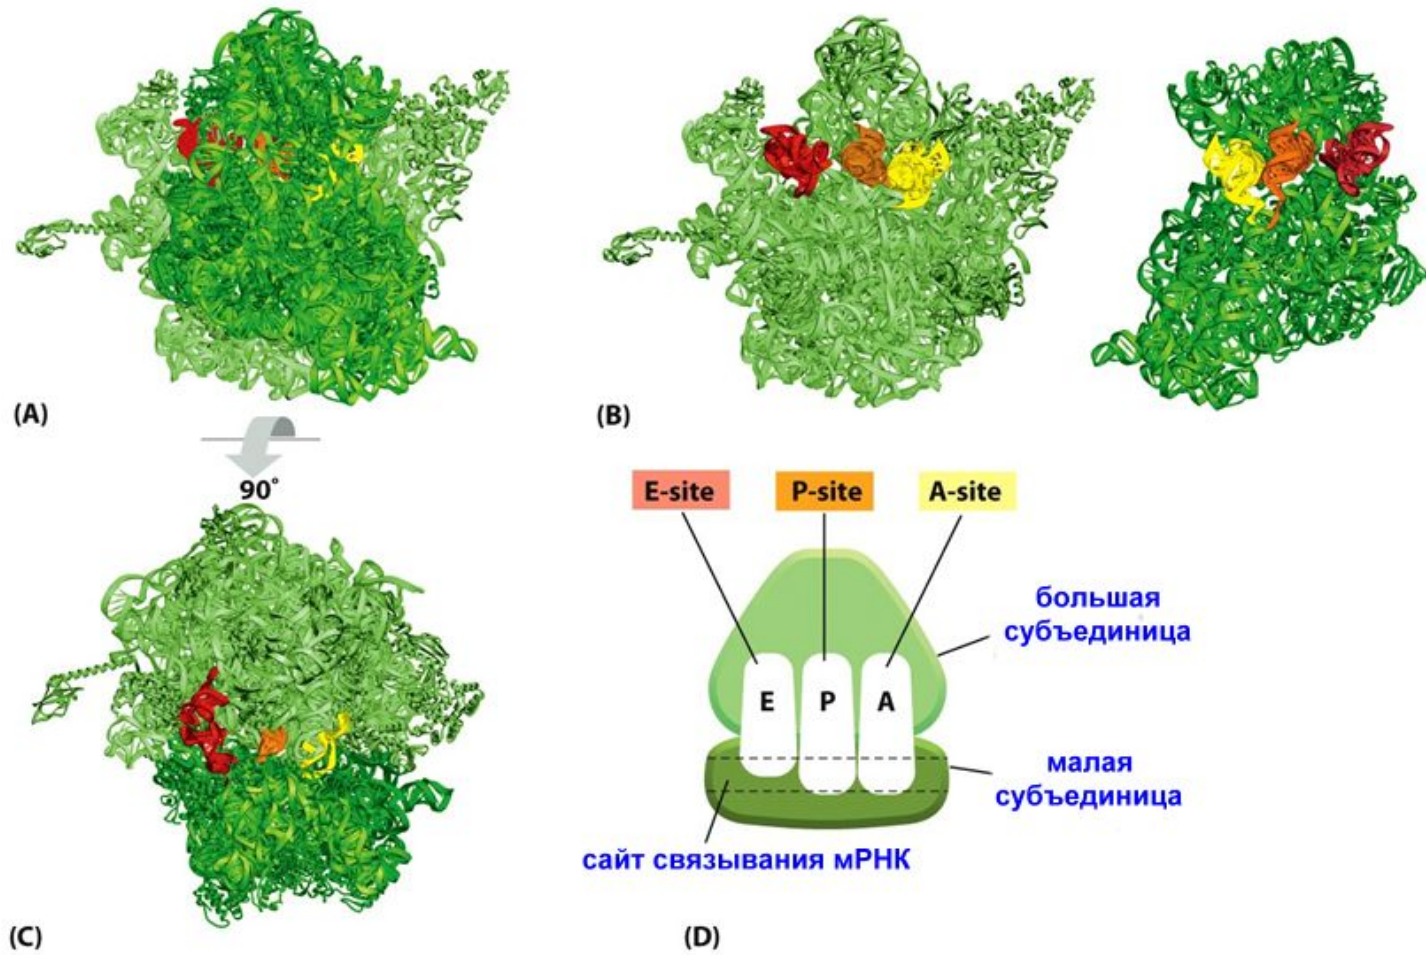 (A)
(B)
90°
E-site
P-site
A-site
большая
субъединица
E
P
A
малая
субъединица
сайт связывания мРНК
(C)
(D)